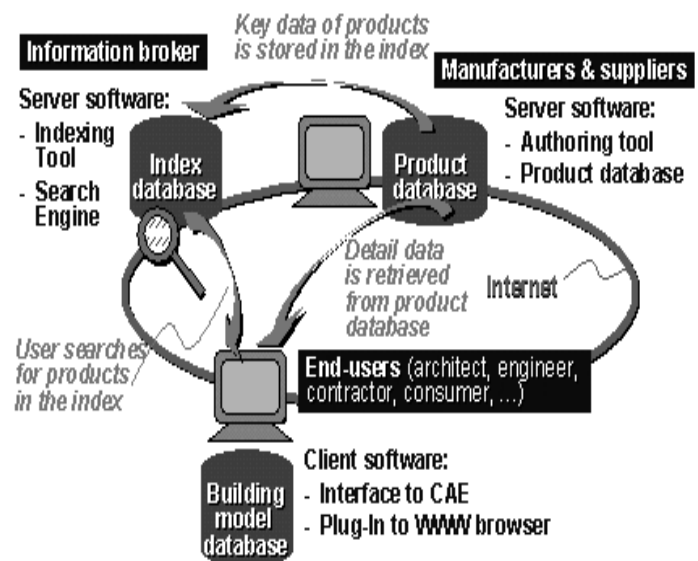 Key data of products
is stored in the index
Information broker
Manufacturers & suppliers
Server software:
- Indexing
Tool
- Search
Engine
Index
database
Product
database
Server software:
- Authoring tool
- Product database
Detail data
is retrieved
from product
database
Internet
User searches
for products
in the index
End-users (architect, engineer,
contractor, consumer, ...)
Building
model
database
Client software:
- Interface to CAE
- Plug-In to WWW browser